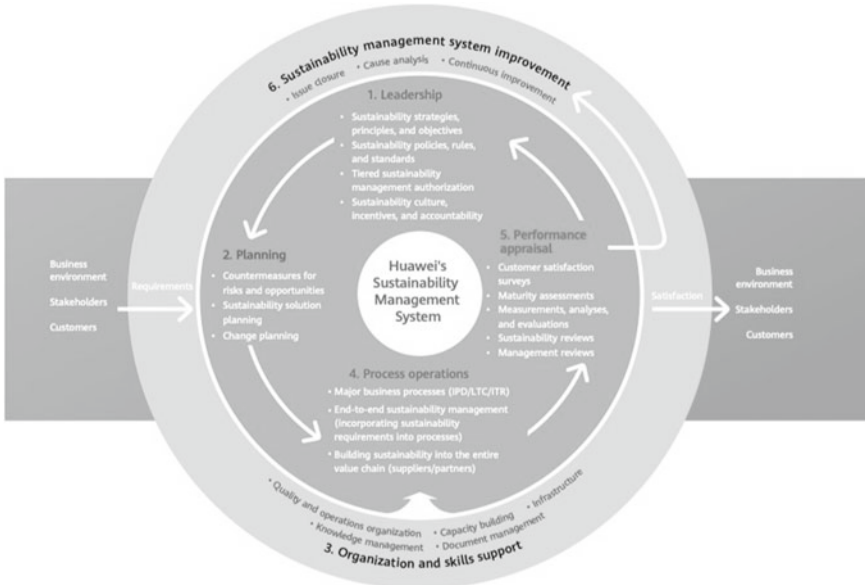 6. Sustainability management system improvement
• Issue closure
• Cause analysis
• Continuous improvement
1. Leadership
• Sustainability strategies,
principles, and objectives
• Sustainability policies, rules,
and standards
• Tiered sustainability
management authorization
• Sustainability culture,
incentives, and accountability
2. Planning
• Countermeasures for
risks and opportunities
• Sustainability solution
planning
• Change planning
Huawei's
Sustainability
Management
System
5. Performance
appraisal
• Customer satisfaction
surveys
• Maturity assessments
• Measurements, analyses,
and evaluations
• Sustainability reviews
• Management reviews
Business
environment
Stakeholders
Customers
Requirements
Satisfaction
Business
environment
Stakeholders
Customers
4. Process operations
• Major business processes (IPD/LTC/ITR)
• End-to-end sustainability management
(incorporating sustainability
requirements into processes)
• Building sustainability into the entire
value chain (suppliers/partners)
• Quality and operations organization
• Capacity building
• Infrastructure
• Knowledge management
• Document management
3. Organization and skills support